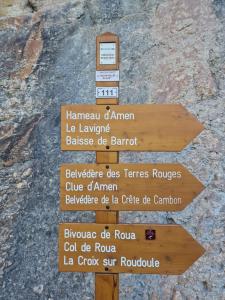 111
Hameau d'Amen
Le Lavigné
Baisse de Barrot
Belvédère des Terres Rouges
Clue d'Amen
Belvédère de la Crête de Cambon
Bivouac de Roua
Col de Roua
La Croix sur Roudoule